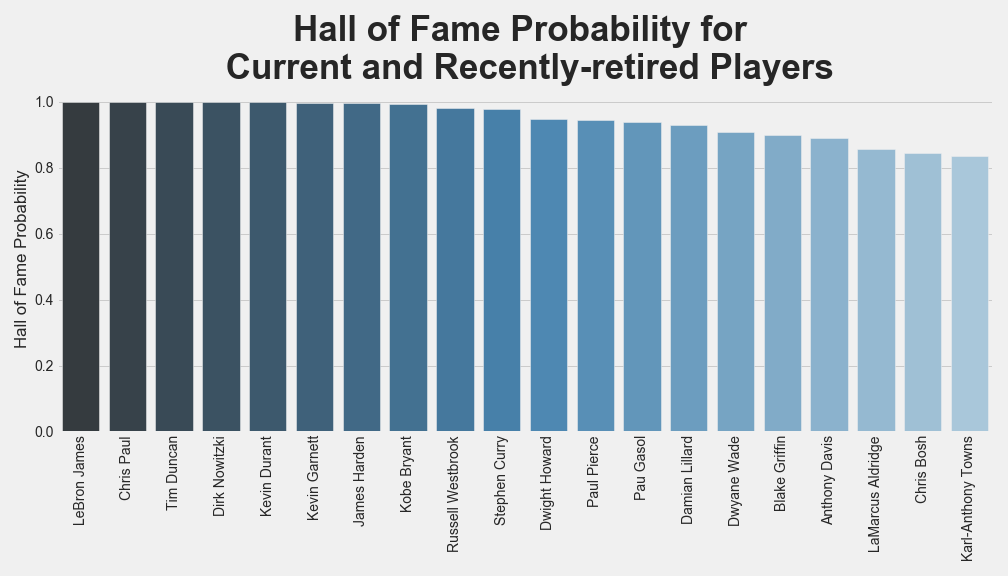 Hall of Fame Probability for
Current and Recently-retired Players
Hall of Fame Probability
1.0
0.8
0.6
0.4
0.2
0.0
LeBron James
Chris Paul
Tim Duncan
Dirk Nowitzki
Kevin Durant
Kevin Garnett
James Harden
Kobe Bryant
Russell Westbrook
Stephen Curry
Dwight Howard
Paul Pierce
Pau Gasol
Damian Lillard
Dwyane Wade
Blake Griffin
Anthony Davis
LaMarcus Aldridge
Chris Bosh
Karl-Anthony Towns